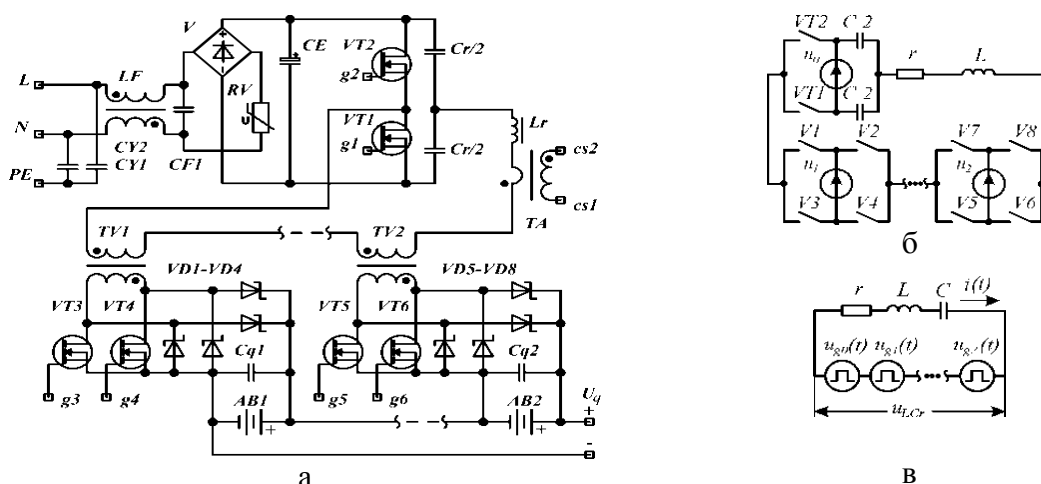 V
CE
VT2
Cr/2
g2
L
LF
RV
U
N
VT1
g1
Cr/2
Lr
CY2
CY1
CF1
PE
cs2
cs1
TA
TV1
TV2
VD1-VD4
VD5-VD8
VT3
VT4
VT5
VT6
Cq1
Cq2
g3
g4
g5
g6
AB1
+
AB2
+
Uq
+
-
а
VT2
C 2
u0
r
L
VT1
C 2
V1
V2
V7
V8
u1
u2
V3
V4
V5
V6
б
r
L
C
i(t)
ug0(t)
ug1(t)
uLCr
в